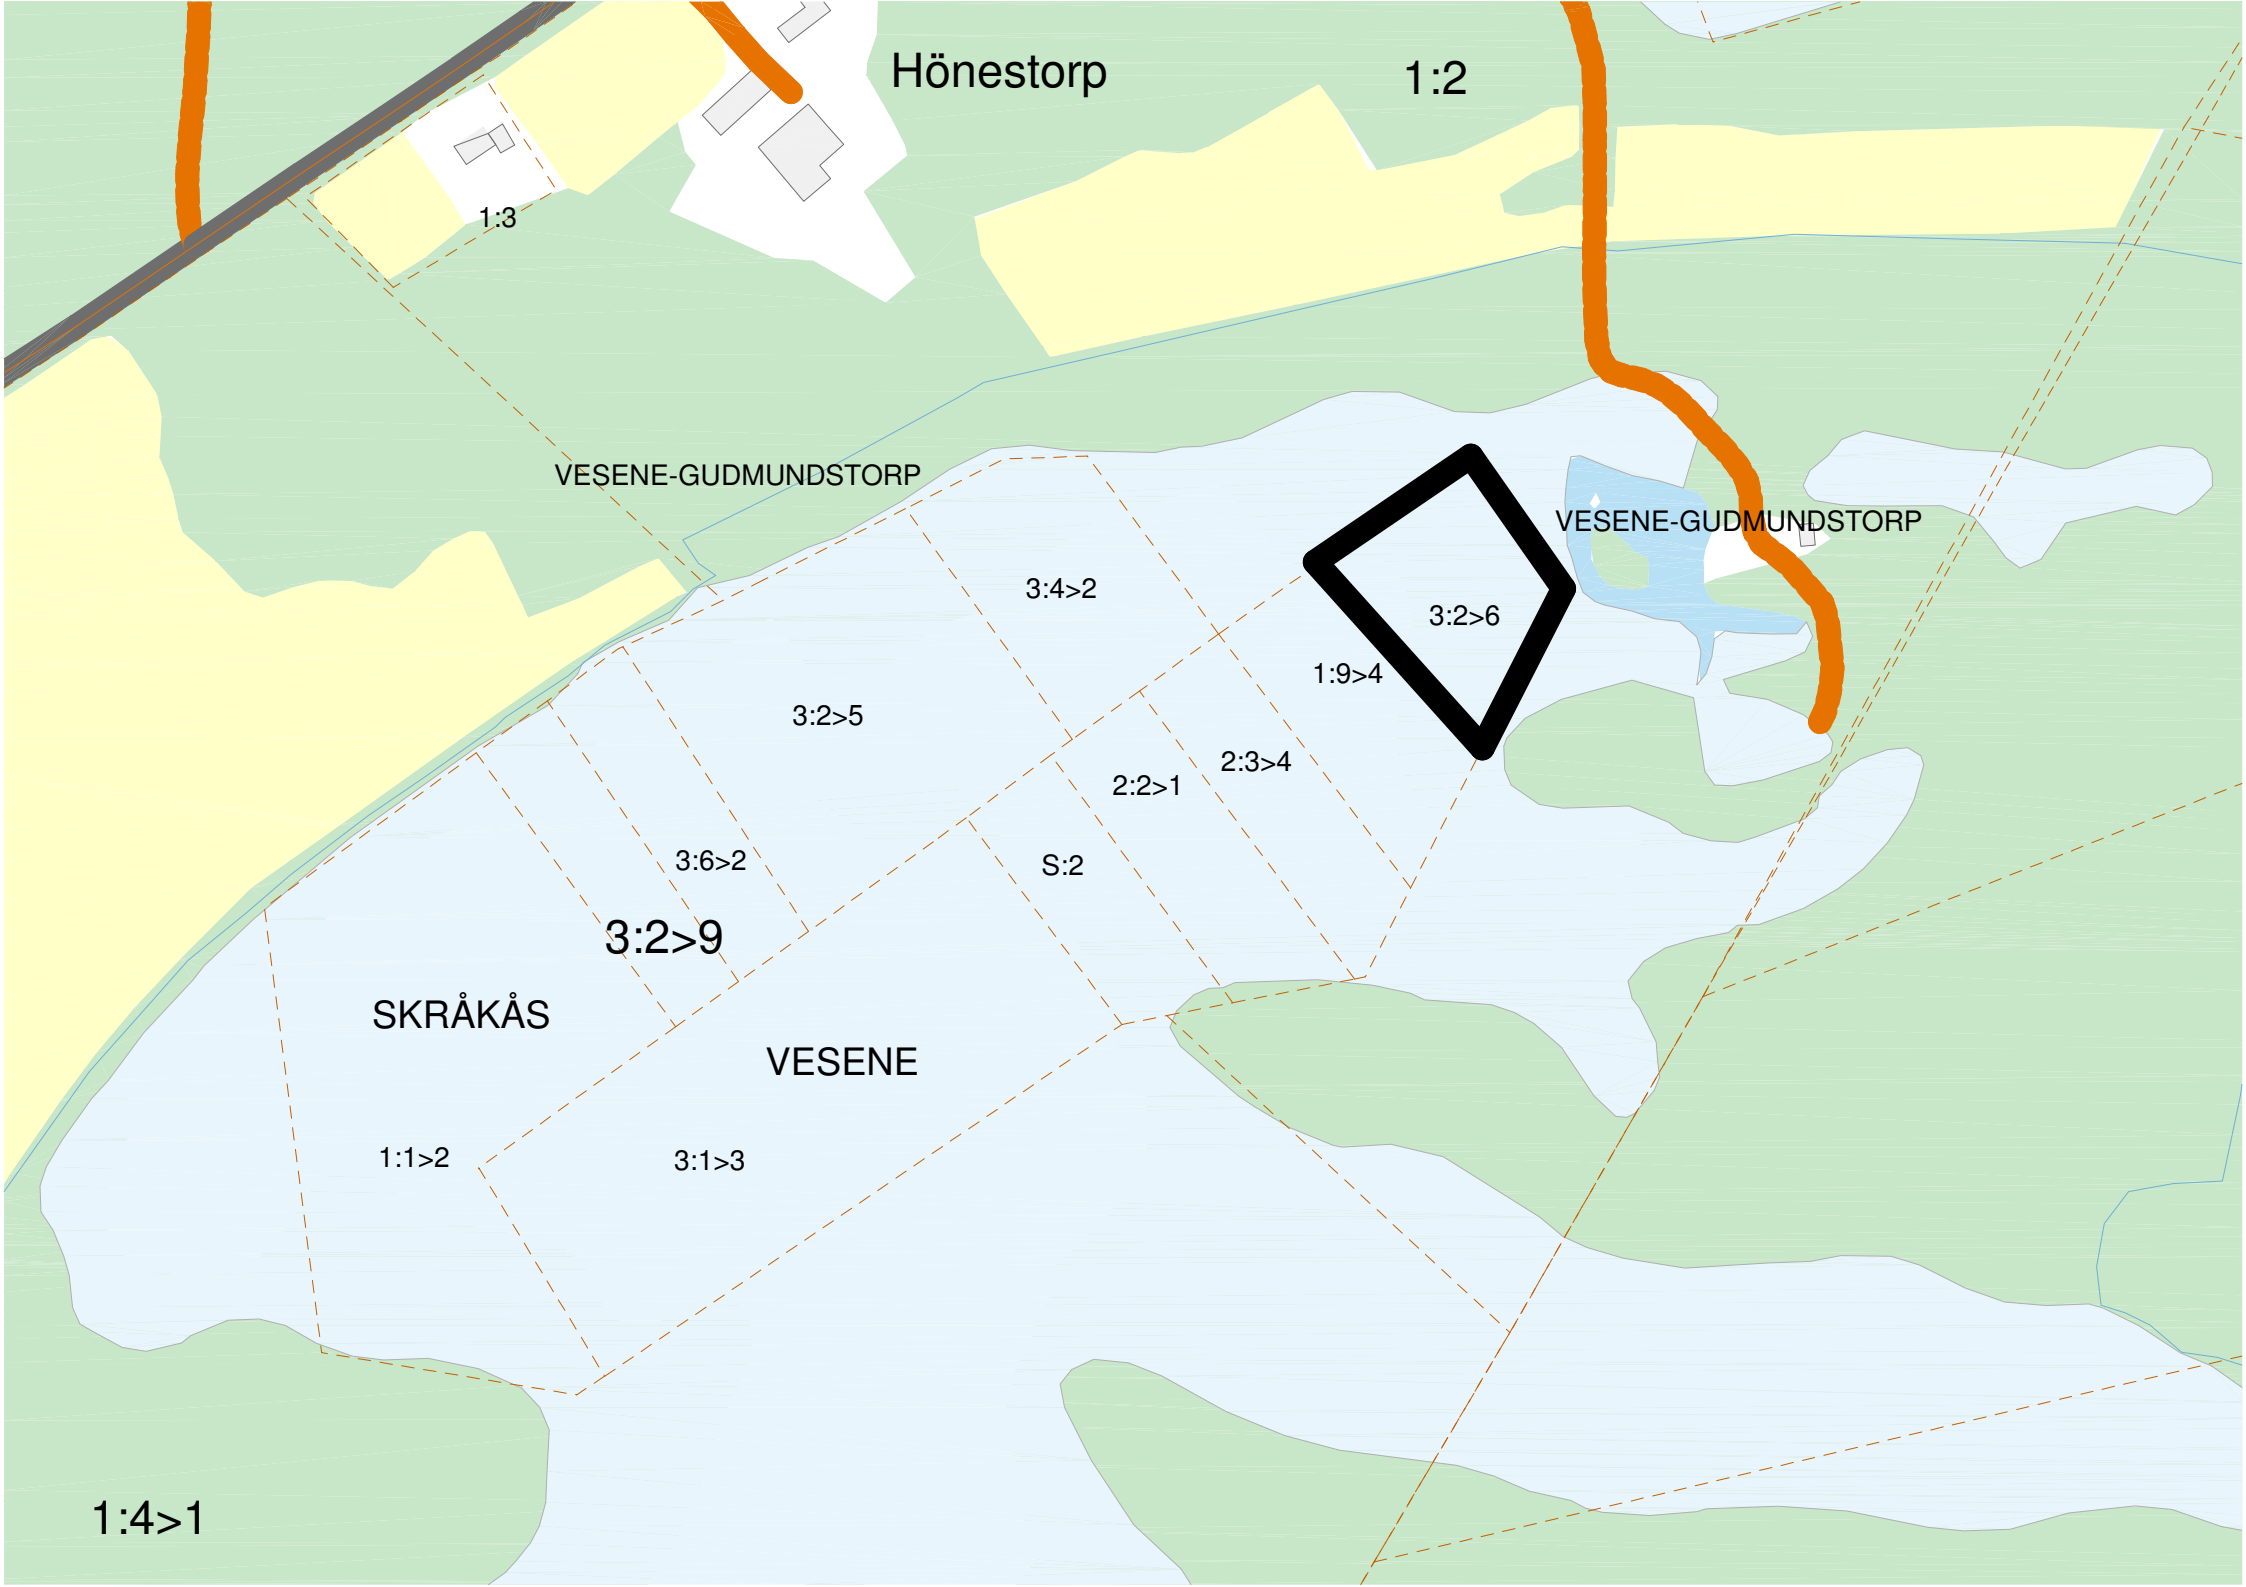 Hönestorp
1:2
1:3
VESENE-GUDMUNDSTORP
VESENE-GUDMUNDSTORP
3:4>2
3:2>6
1:9>4
3:2>5
2:3>4
2:2>1
3:6>2
S:2
3:2>9
SKRÅKÅS
VESENE
1:1>2
3:1>3
1:4>1